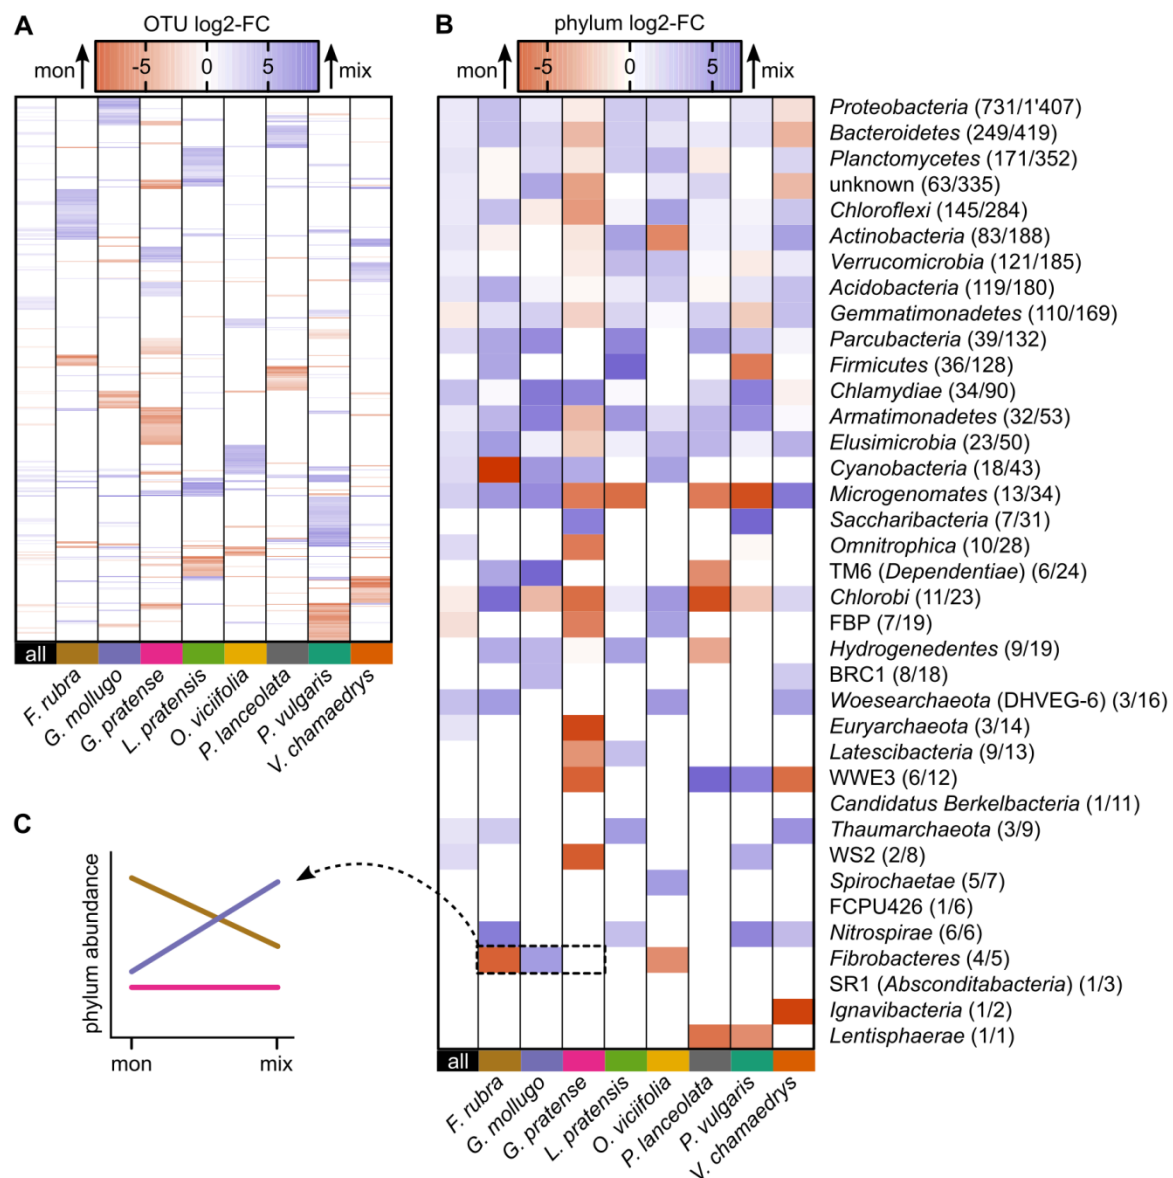 A
OTU log2-FC
mon
-5
0
5
mix
all
F. rubra
G. mollugo
G. pratense
L. pratensis
O. viciifolia
P. lanceolata
P. vulgaris
V. chamaedrys
B
phylum log2-FC
mon
-5
0
5
mix
Proteobacteria (731/1'407)
Bacteroidetes (249/419)
Planctomycetes (171/352)
unknown (63/335)
Chloroflexi (145/284)
Actinobacteria (83/188)
Verrucomicrobia (121/185)
Acidobacteria (119/180)
Gemmatimonadetes (110/169)
Parcubacteria (39/132)
Firmicutes (36/128)
Chlamydiae (34/90)
Armatimonadetes (32/53)
Elusimicrobia (23/50)
Cyanobacteria (18/43)
Microgenomates (13/34)
Saccharibacteria (7/31)
Omnitrophica (10/28)
TM6 (Dependentiae) (6/24)
Chlorobi (11/23)
FBP (7/19)
Hydrogenedentes (9/19)
BRC1 (8/18)
Woesearchaeota (DHVEG-6) (3/16)
Euryarchaeota (3/14)
Latescibacteria (9/13)
WWE3 (6/12)
Candidatus Berkelbacteria (1/11)
Thaumarchaeota (3/9)
WS2 (2/8)
Spirochaetae (5/7)
FCPU426 (1/6)
Nitrospirae (6/6)
Fibrobacteres (4/5)
SR1 (Absconditabacteria) (1/3)
Ignavibacteria (1/2)
Lentisphaerae (1/1)
all
F. rubra
G. mollugo
G. pratense
L. pratensis
O. viciifolia
P. lanceolata
P. vulgaris
V. chamaedrys
C
phylum abundance
mon
mix